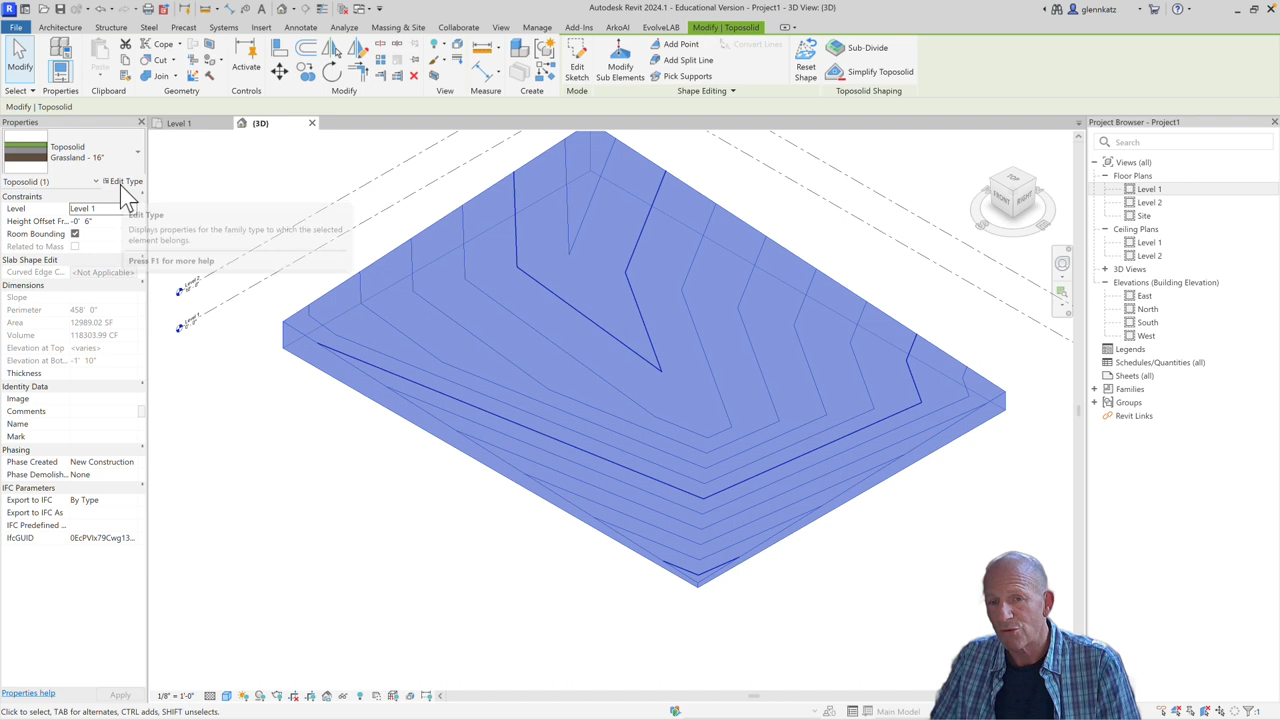 Autodesk Revit 2024.1 - Educational Version - Project1 - 3D View: {3D}
glennkatz
File Architecture Structure Steel Precast Systems Insert Annotate Analyze Massing & Site Collaborate View Manage Add-Ins ArkoAI EvolveLAB Modify | Toposolid
Modify
Paste
Cope
Cut
Join
Activate
Edit
Sketch
Modify
Sub Elements
Add Point
Convert Lines
Add Split Line
Pick Supports
Reset
Shape
Sub-Divide
Simplify Toposolid
Select Properties Clipboard Geometry Controls Modify View Measure Create Mode Shape Editing Toposolid Shaping
Modify | Toposolid
Properties
Toposolid
Grassland - 16"
Toposolid (1) Edit Type
Constraints
Level Level 1
Height Offset Fr... -0' 6"
Room Bounding
Related to Mass
Slab Shape Edit
Curved Edge C... <Not Applicable>
Dimensions
Slope
Perimeter 458' 0"
Area 12989.02 SF
Volume 118303.99 CF
Elevation at Top <varies>
Elevation at Bot... -1' 10"
Thickness
Identity Data
Image
Comments
Name
Mark
Phasing
Phase Created New Construction
Phase Demolish... None
IFC Parameters
Export to IFC By Type
Export to IFC As
IFC Predefined ...
IfcGUID 0EcPVIx79Cwg13...
Properties help
Apply
Edit Type
Displays properties for the family type to which the selected
element belongs.
Press F1 for more help
Level 1
{3D}
Level 2
Level 1
TOP
FRONT
RIGHT
Project Browser - Project1
Search
Views (all)
Floor Plans
Level 1
Level 2
Site
Ceiling Plans
Level 1
Level 2
3D Views
Elevations (Building Elevation)
East
North
South
West
Legends
Schedules/Quantities (all)
Sheets (all)
Families
Groups
Revit Links
1/8" = 1'-0"
Click to select, TAB for alternates, CTRL adds, SHIFT unselects.
Main Model
:1